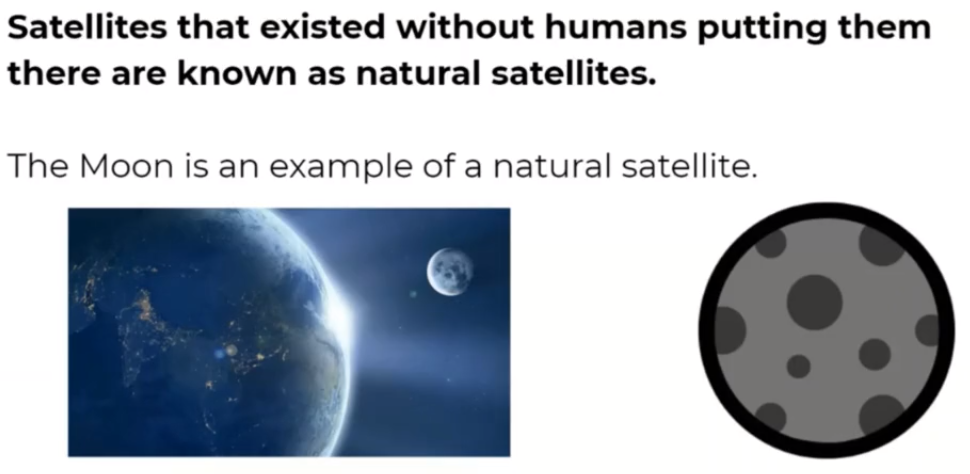 Satellites that existed without humans putting them
there are known as natural satellites.
The Moon is an example of a natural satellite.